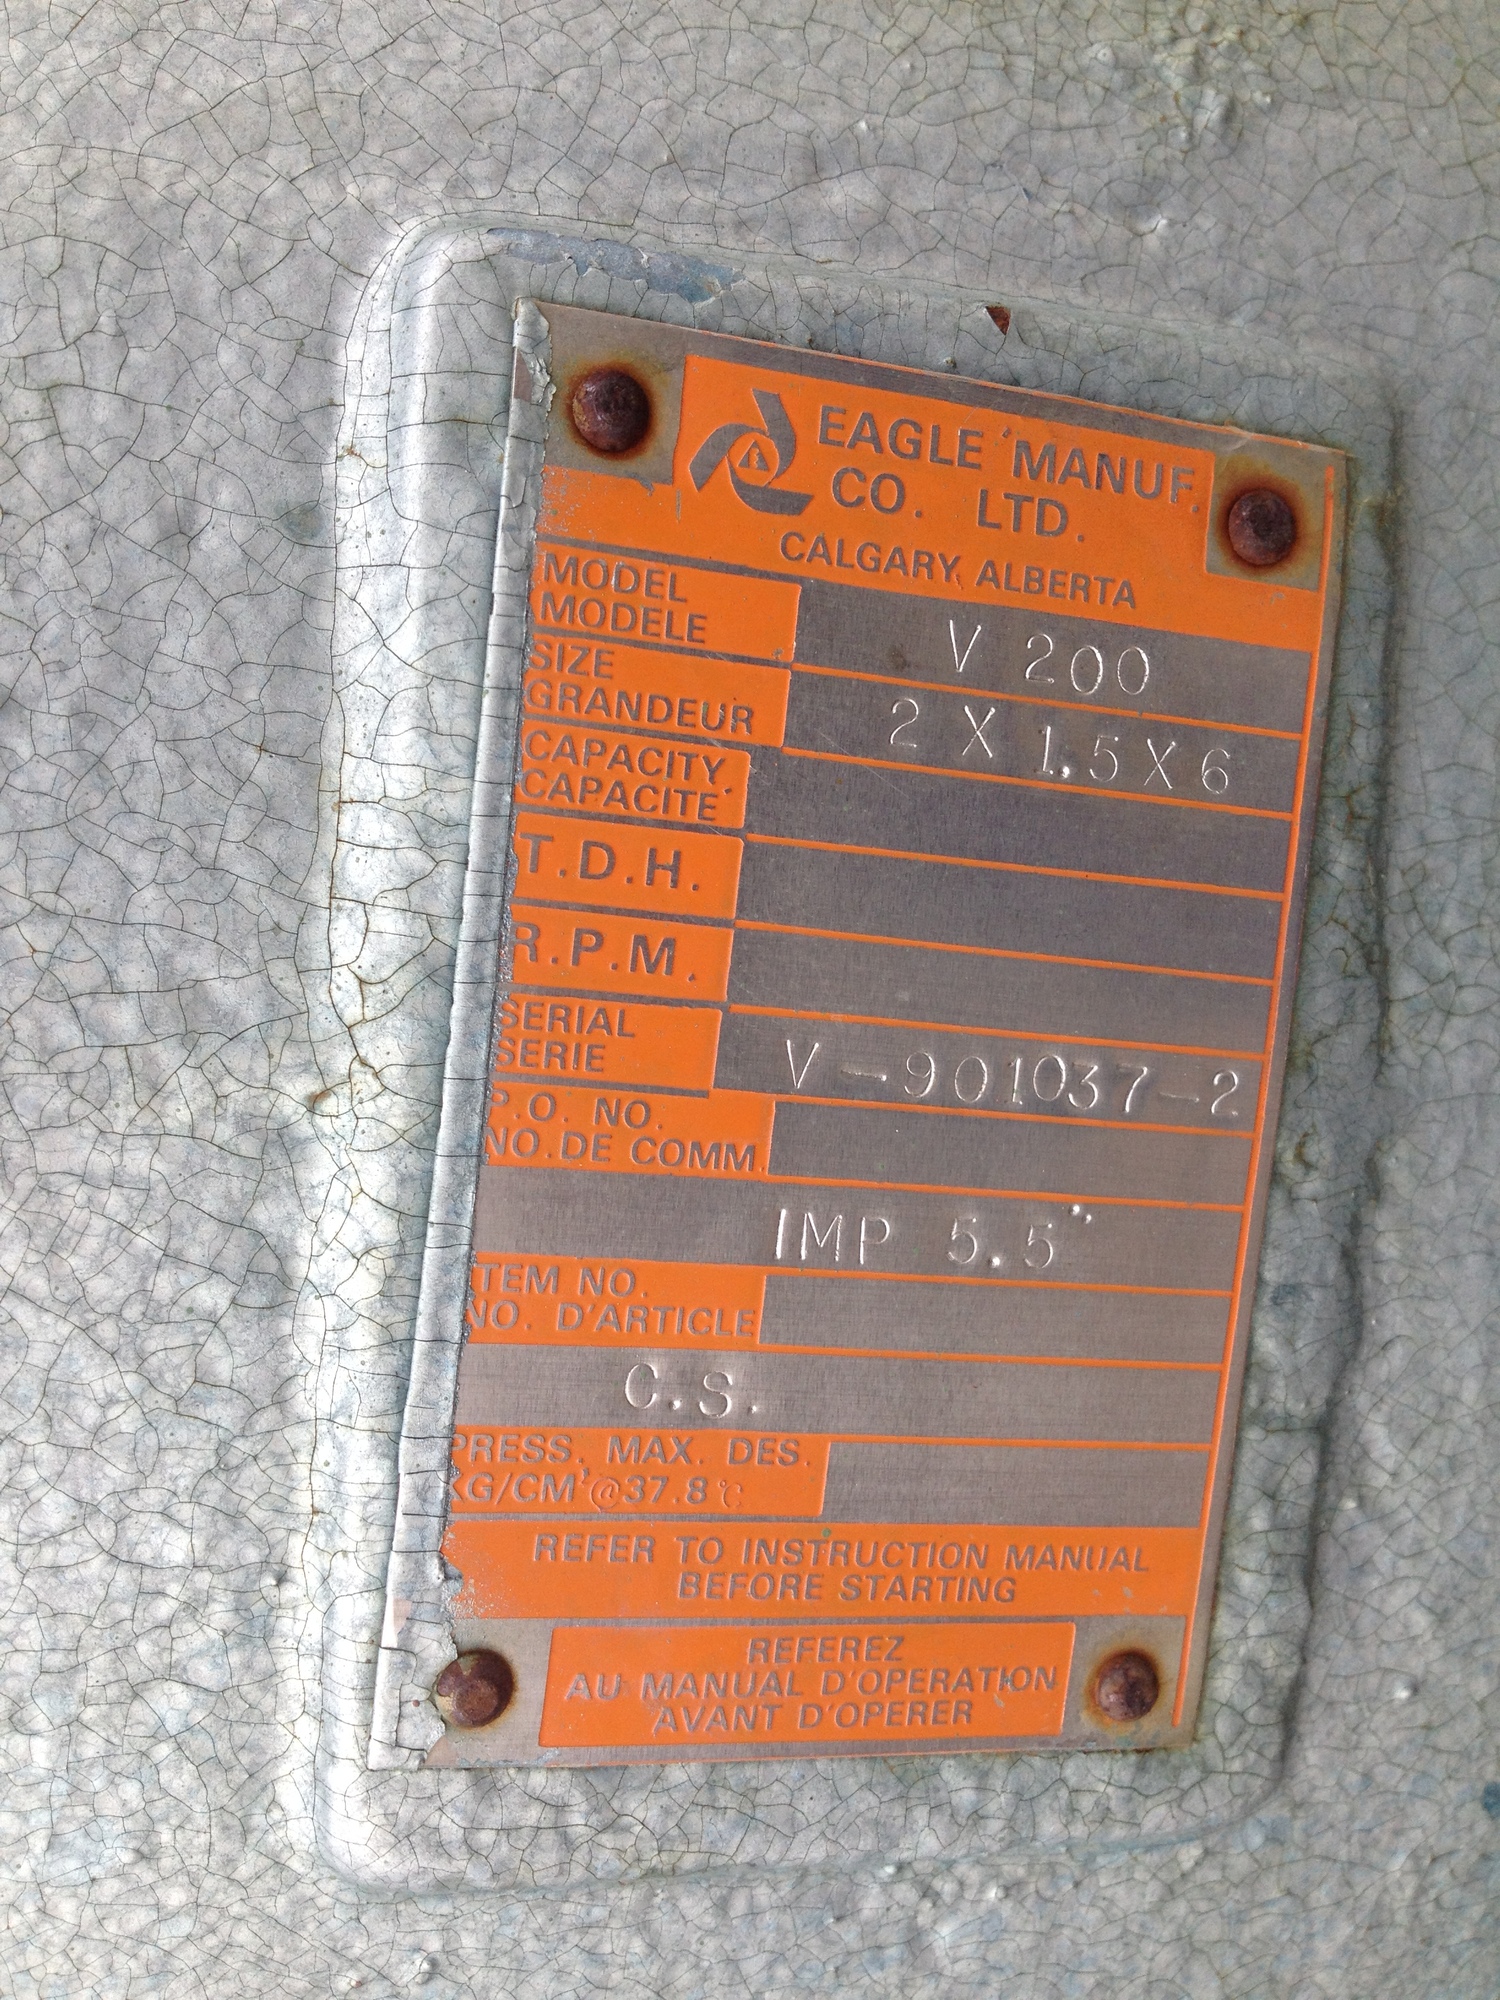 EAGLE MANUF.
CO. LTD.
CALGARY, ALBERTA
MODEL
MODELE
V 200
SIZE
GRANDEUR
2 X 1.5 X 6
CAPACITY
CAPACITE
T.D.H.
R.P.M.
SERIAL
SERIE
V-901037-2
P.O. NO.
NO. DE COMM.
IMP 5.5"
ITEM NO.
NO. D'ARTICLE
C.S.
PRESS. MAX. DES.
KG/CM² @ 37.8 °C
REFER TO INSTRUCTION MANUAL
BEFORE STARTING
REFEREZ
AU MANUAL D'OPERATION
AVANT D'OPERER